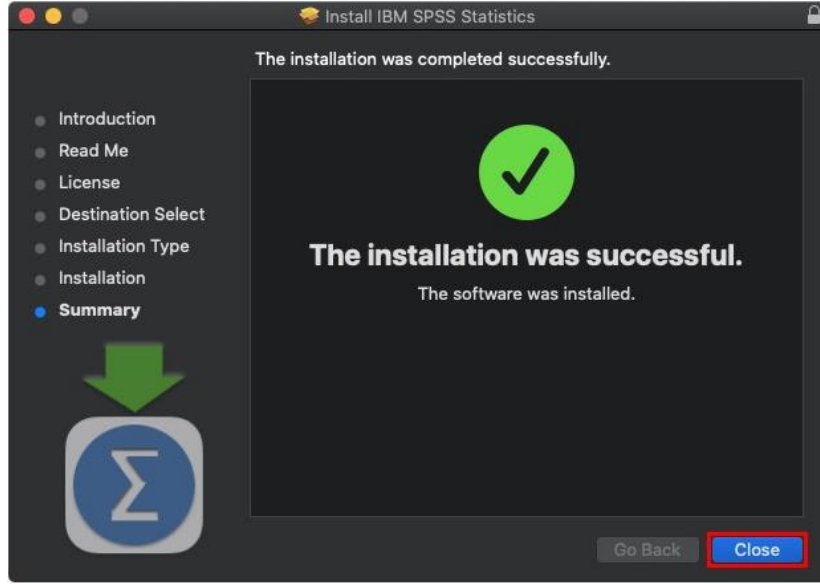 Install IBM SPSS Statistics
The installation was completed successfully.
Introduction
Read Me
License
Destination Select
Installation Type
Installation
Summary
The installation was successful.
The software was installed.
Σ
Go Back
Close